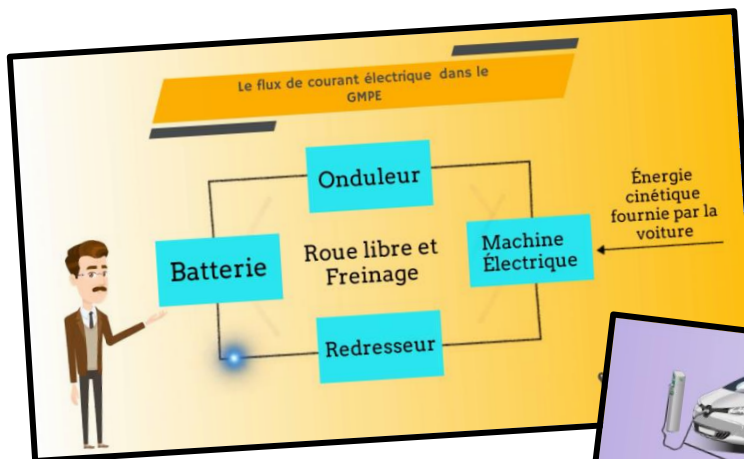 Le flux de courant électrique dans le
GMPE
Onduleur
Énergie
cinétique
fournie par la
voiture
Batterie
Roue libre et
Freinage
Machine
Électrique
Redresseur